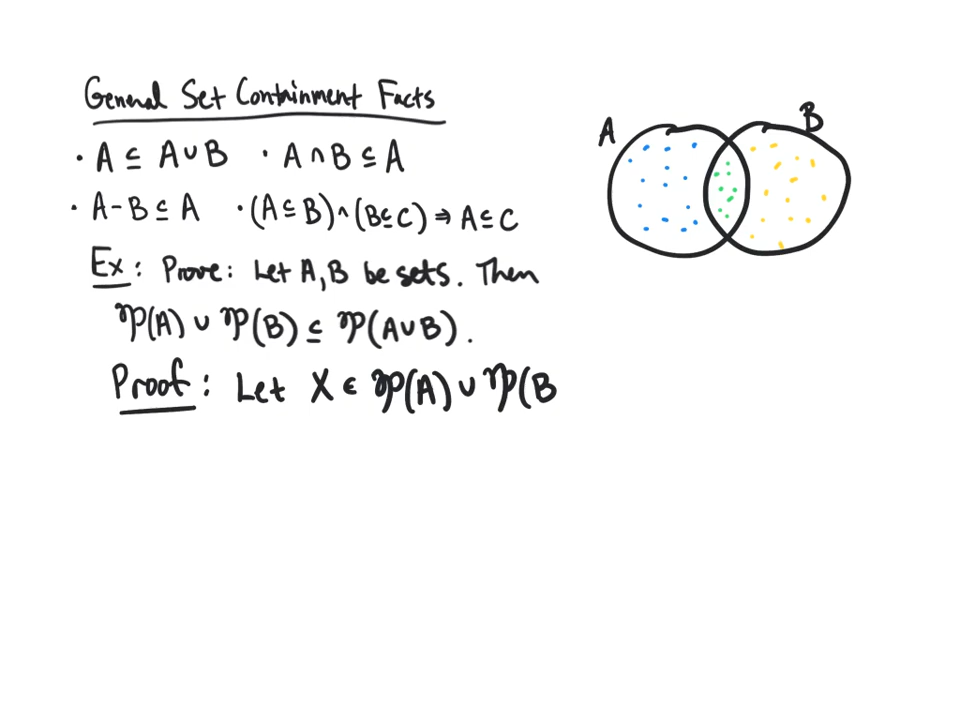 General Set Containment Facts
• A ⊆ A ∪ B • A ∩ B ⊆ A
• A - B ⊆ A • (A ⊆ B) ∧ (B ⊆ C) ⇒ A ⊆ C
Ex: Prove: Let A, B be sets. Then
𝒫(A) ∪ 𝒫(B) ⊆ 𝒫(A ∪ B).
Proof: Let X ∈ 𝒫(A) ∪ 𝒫(B
A
B